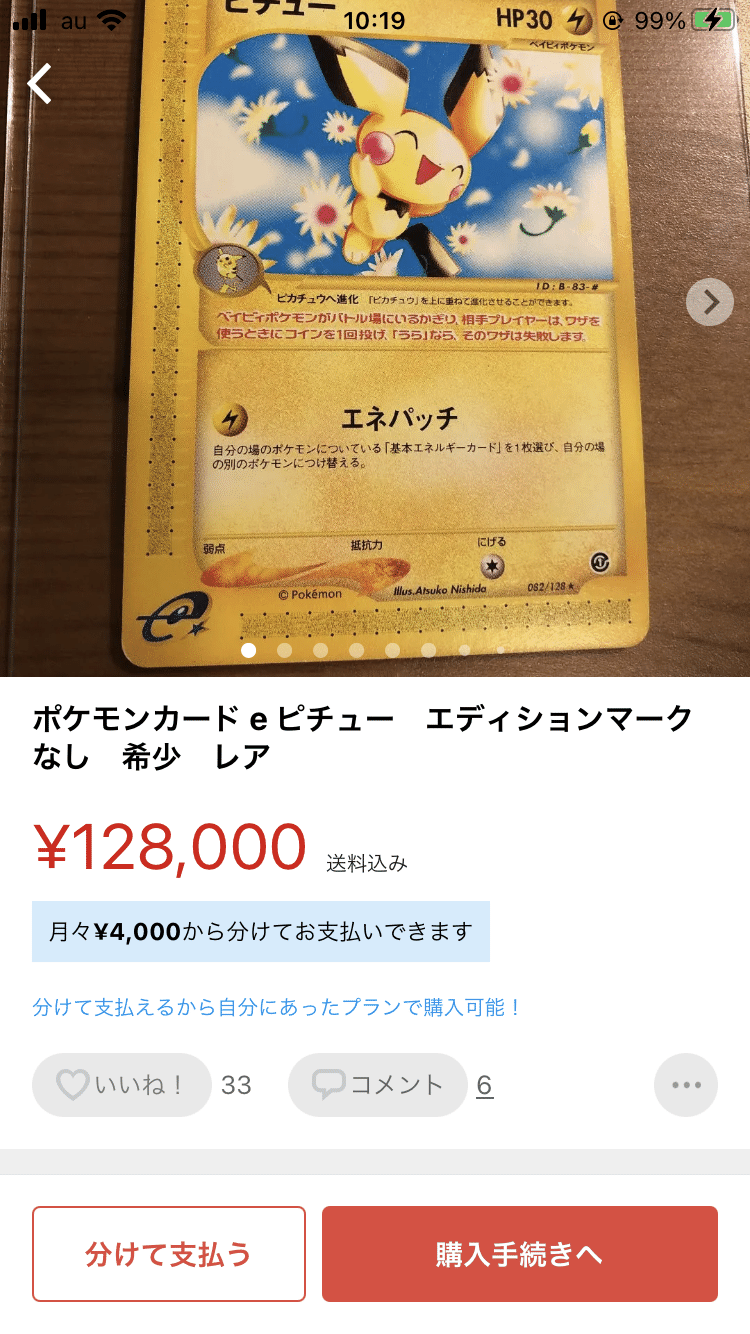 au 10:19 99%
ピチュー HP30
ベイビィポケモン
ID:B-83-#
ピカチュウへ進化 「ピカチュウ」を上に重ねて進化させることができます。
ベイビィポケモンがバトル場にいるかぎり、相手プレイヤーは、ワザを
使うときにコインを1回投げ、「うら」なら、そのワザは失敗します。
エネパッチ
自分の場のポケモンについている「基本エネルギーカード」を1枚選び、自分の場
の別のポケモンにつけ替える。
弱点 抵抗力 にげる
©Pokémon Illus.Atsuko Nishida 082/128★
e
ポケモンカード e ピチュー　エディションマーク
なし　希少　レア
¥128,000 送料込み
月々¥4,000から分けてお支払いできます
分けて支払えるから自分にあったプランで購入可能！
いいね！ 33 コメント 6
分けて支払う 購入手続きへ